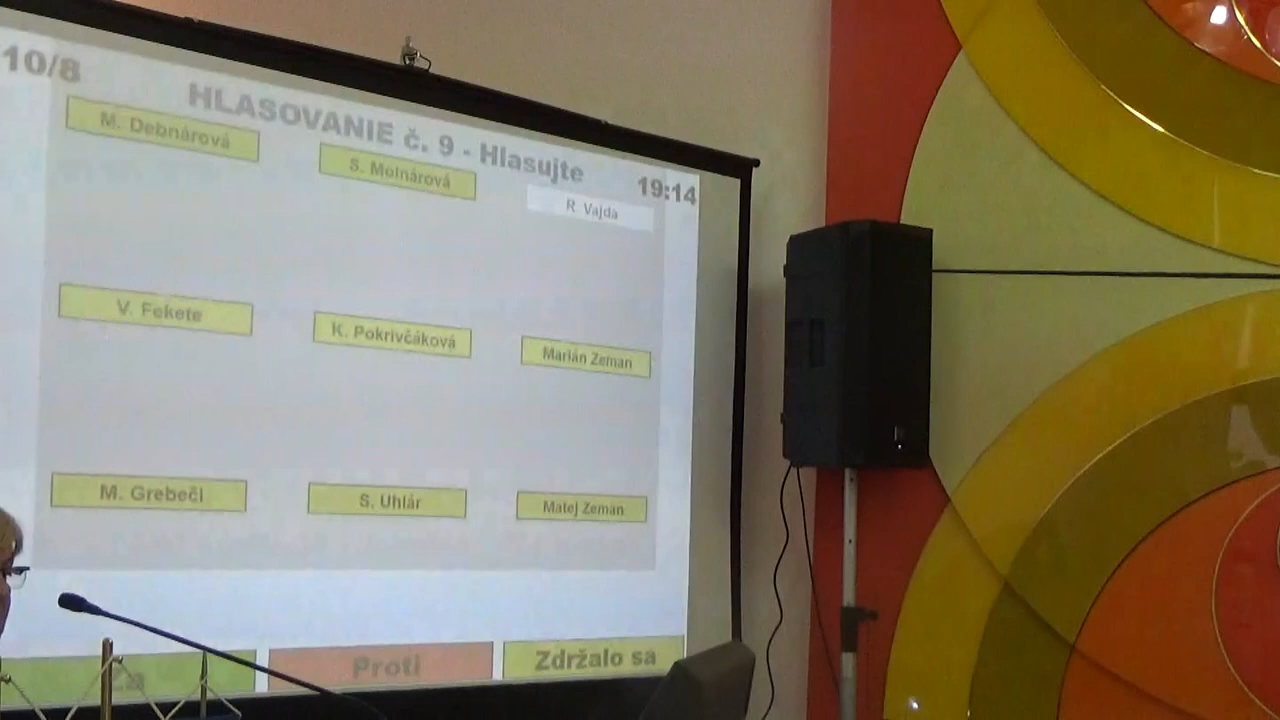 10/8
HLASOVANIE č. 9 - Hlasujte
19:14
M. Debnárová
S. Molnárová
R. Vajda
V. Fekete
K. Pokrivčáková
Marián Zeman
M. Grebeči
S. Uhlár
Matej Zeman
Za
Proti
Zdržalo sa